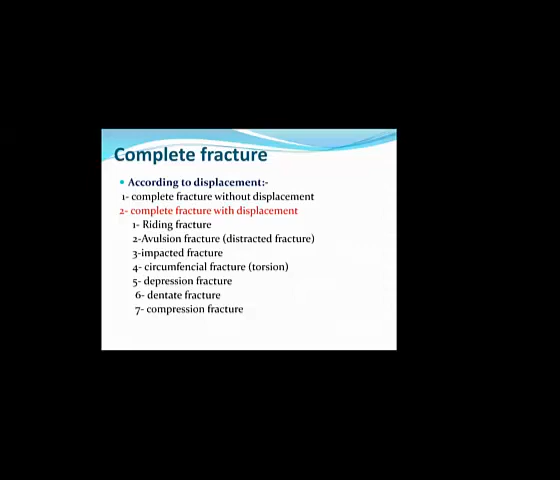 Complete fracture
According to displacement:-
1- complete fracture without displacement
2- complete fracture with displacement
1- Riding fracture
2-Avulsion fracture (distracted fracture)
3-impacted fracture
4- circumfencial fracture (torsion)
5- depression fracture
6- dentate fracture
7- compression fracture